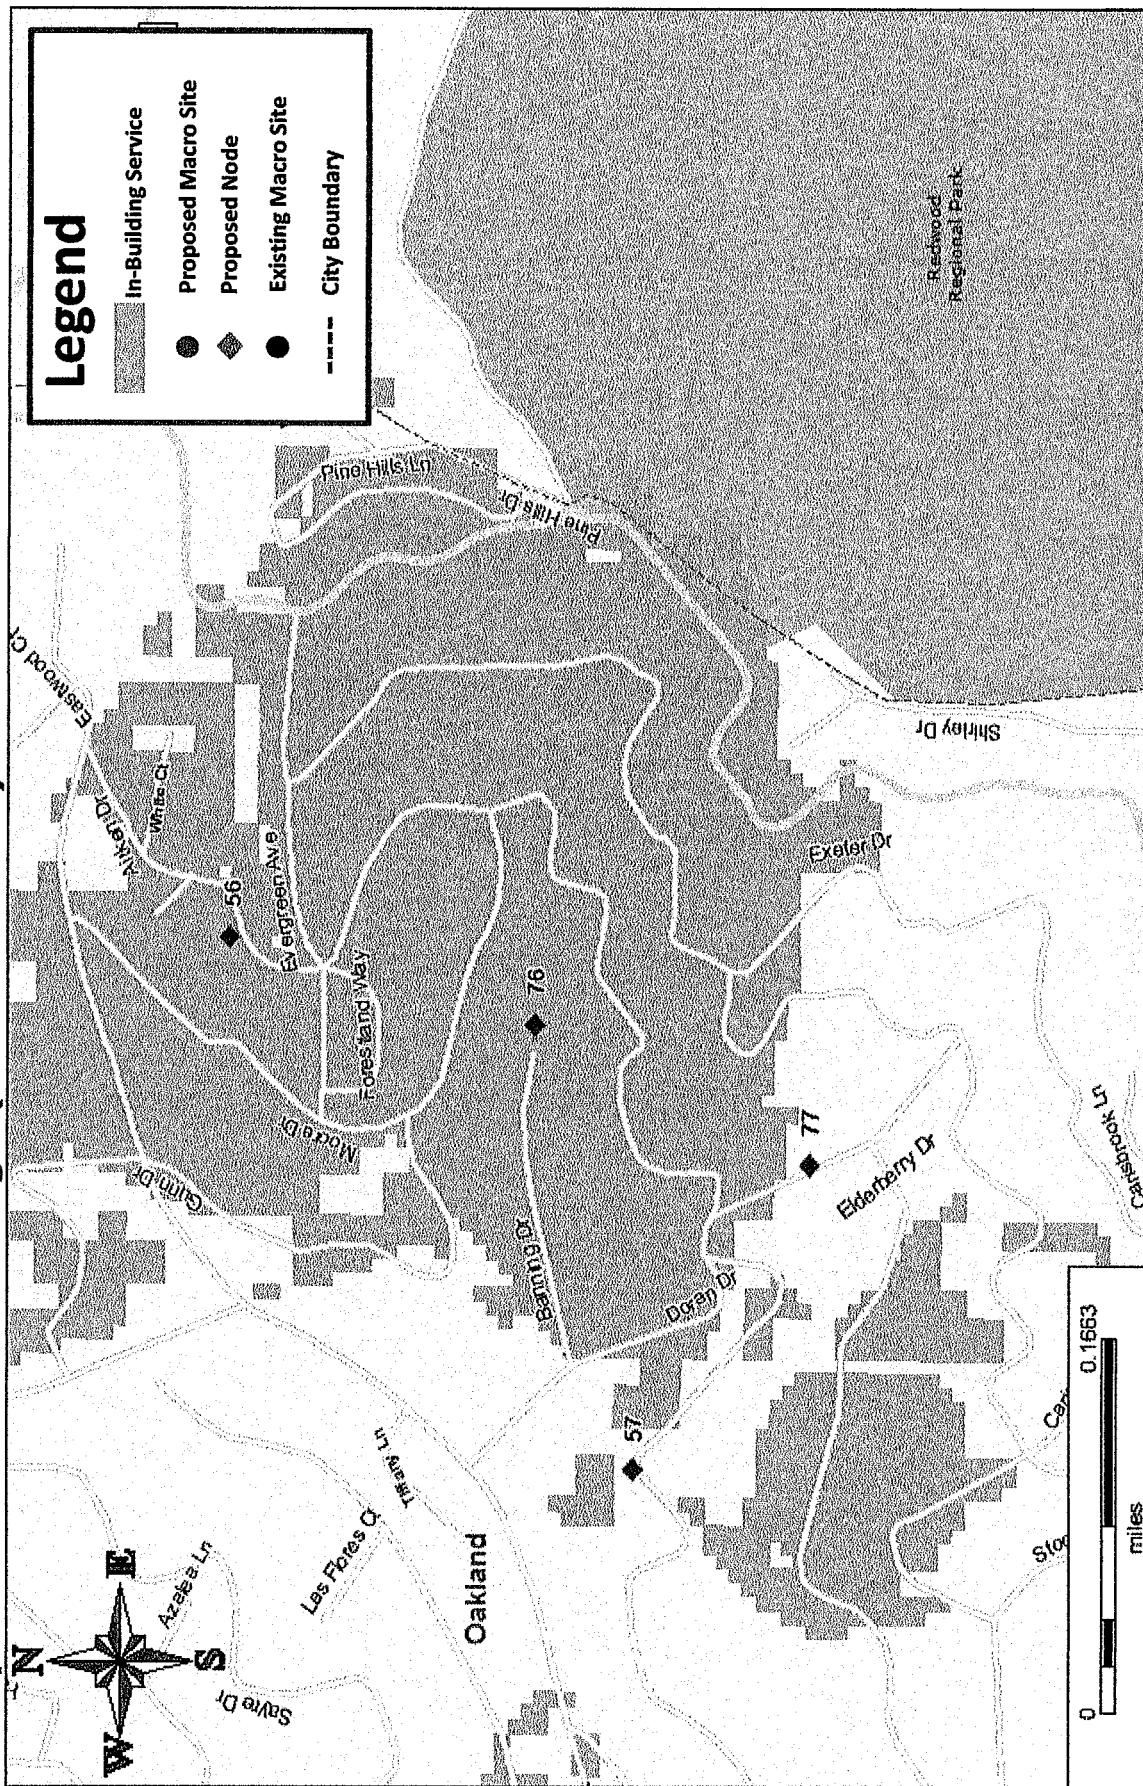 Legend
In-Building Service
Proposed Macro Site
Proposed Node
Existing Macro Site
City Boundary
N
W
E
S
Sayre Dr
Azalea Ln
Las Flores Ct
Tiffany Ln
Oakland
Gunn Dr
Moore Dr
Aitken Dr
Eastwood Ct
White Ct
56
Evergreen Ave
Forestland Way
Pine Hills Ln
Pine Hills Dr
76
Banning Dr
Doran Dr
57
77
Elderberry Dr
Exeter Dr
Shirley Dr
Redwood
Regional Park
Carisbrook Ln
0
0.1663
miles